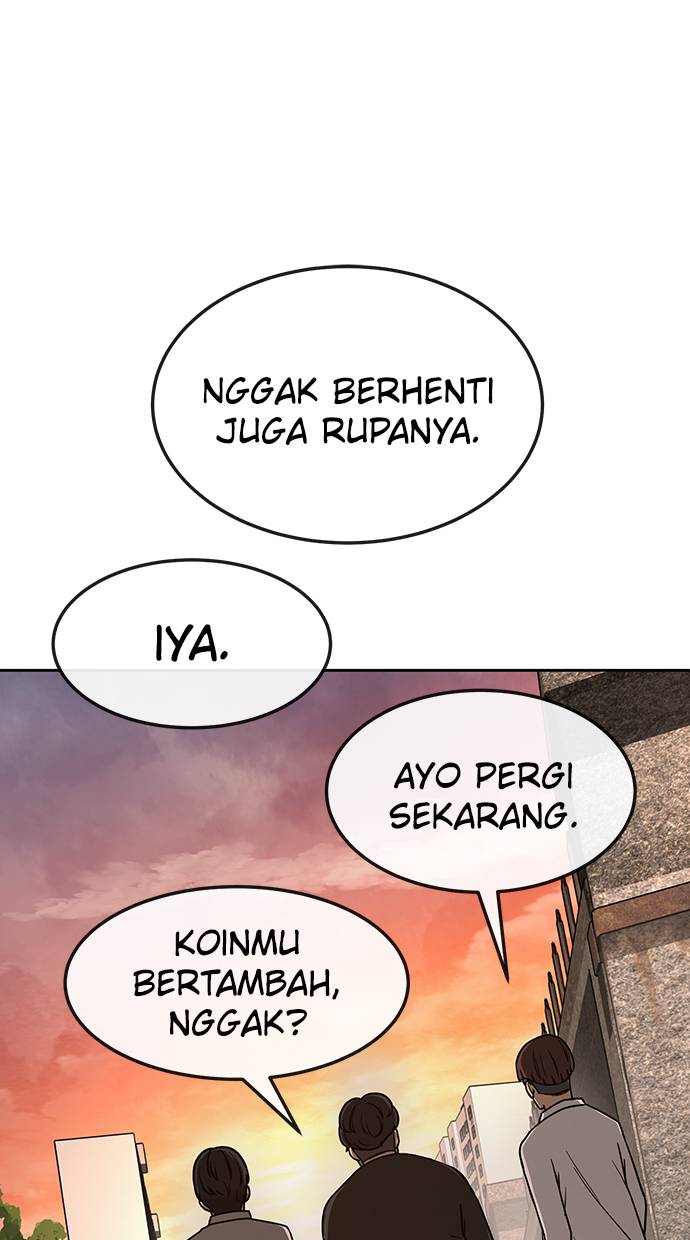 NGGAK BERHENTI
JUGA RUPANYA.
IYA.
AYO PERGI
SEKARANG.
KOINMU
BERTAMBAH,
NGGAK?